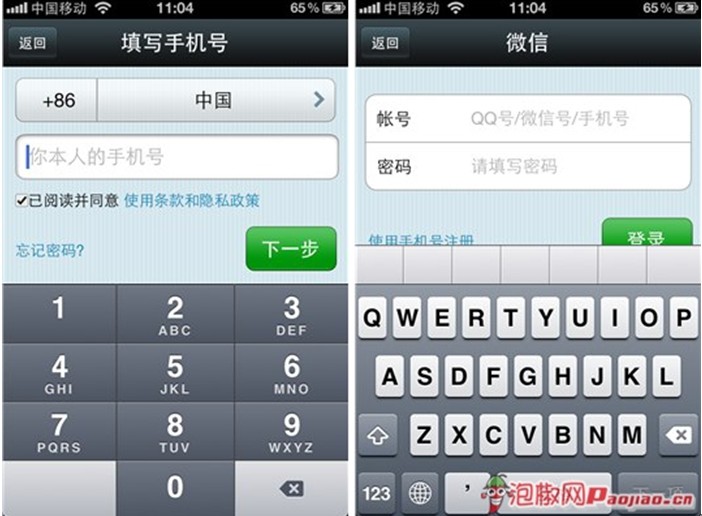 中国移动 11:04 65%
返回 填写手机号
+86 中国
你本人的手机号
已阅读并同意 使用条款和隐私政策
忘记密码? 下一步
1 2 ABC 3 DEF
4 GHI 5 JKL 6 MNO
7 PQRS 8 TUV 9 WXYZ
0
中国移动 11:04 65%
返回 微信
帐号 QQ号/微信号/手机号
密码 请填写密码
使用手机号注册 登录
Q W E R T Y U I O P
A S D F G H J K L
Z X C V B N M
123 , 下一项
泡椒网 Paojiao.cn